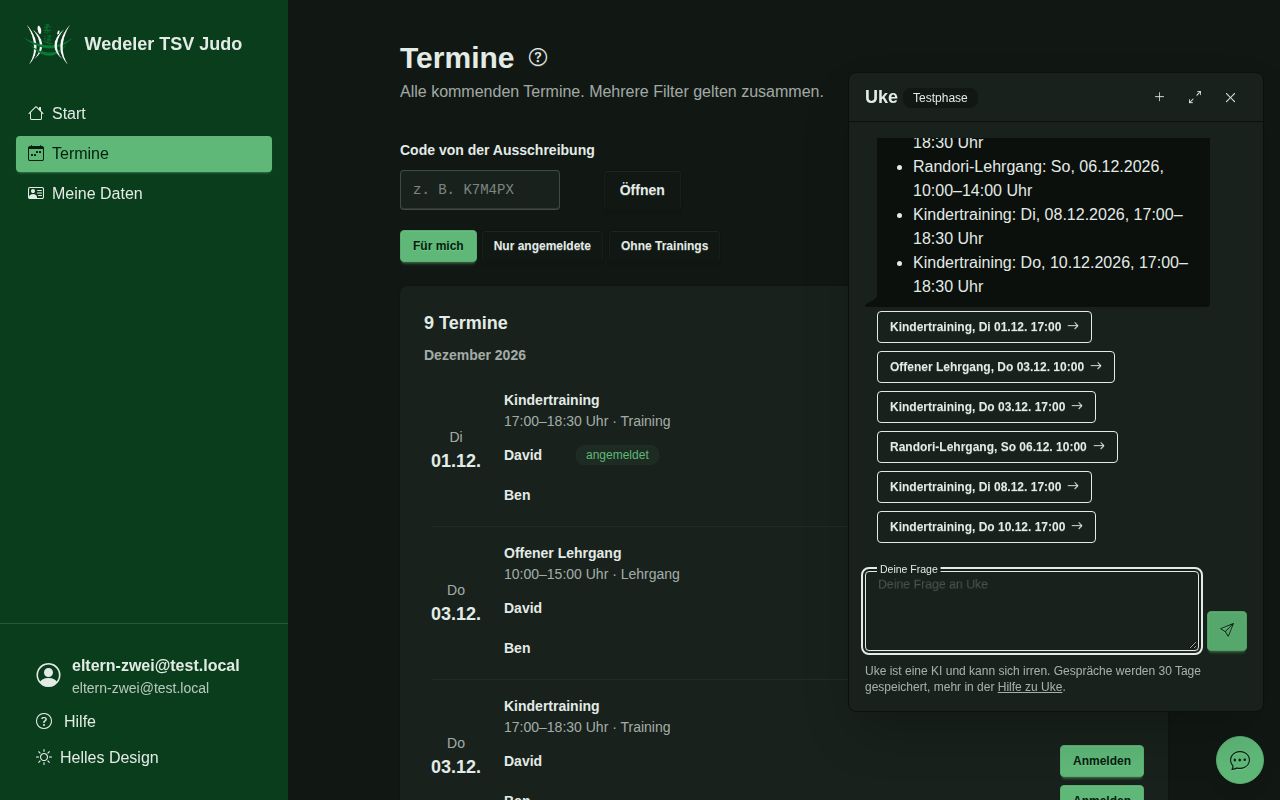 Wedeler TSV Judo
Start
Termine
Meine Daten
eltern-zwei@test.local
eltern-zwei@test.local
Hilfe
Helles Design
Termine
Alle kommenden Termine. Mehrere Filter gelten zusammen.
Code von der Ausschreibung
z. B. K7M4PX
Öffnen
Für mich
Nur angemeldete
Ohne Trainings
9 Termine
Dezember 2026
Di
01.12.
Kindertraining
17:00–18:30 Uhr · Training
David
angemeldet
Ben
Do
03.12.
Offener Lehrgang
10:00–15:00 Uhr · Lehrgang
David
Ben
Do
03.12.
Kindertraining
17:00–18:30 Uhr · Training
David
Anmelden
Ben
Anmelden
Uke
Testphase
18:30 Uhr
Randori-Lehrgang: So, 06.12.2026,
10:00–14:00 Uhr
Kindertraining: Di, 08.12.2026, 17:00–
18:30 Uhr
Kindertraining: Do, 10.12.2026, 17:00–
18:30 Uhr
Kindertraining, Di 01.12. 17:00
Offener Lehrgang, Do 03.12. 10:00
Kindertraining, Do 03.12. 17:00
Randori-Lehrgang, So 06.12. 10:00
Kindertraining, Di 08.12. 17:00
Kindertraining, Do 10.12. 17:00
Deine Frage
Deine Frage an Uke
Uke ist eine KI und kann sich irren. Gespräche werden 30 Tage
gespeichert, mehr in der Hilfe zu Uke.